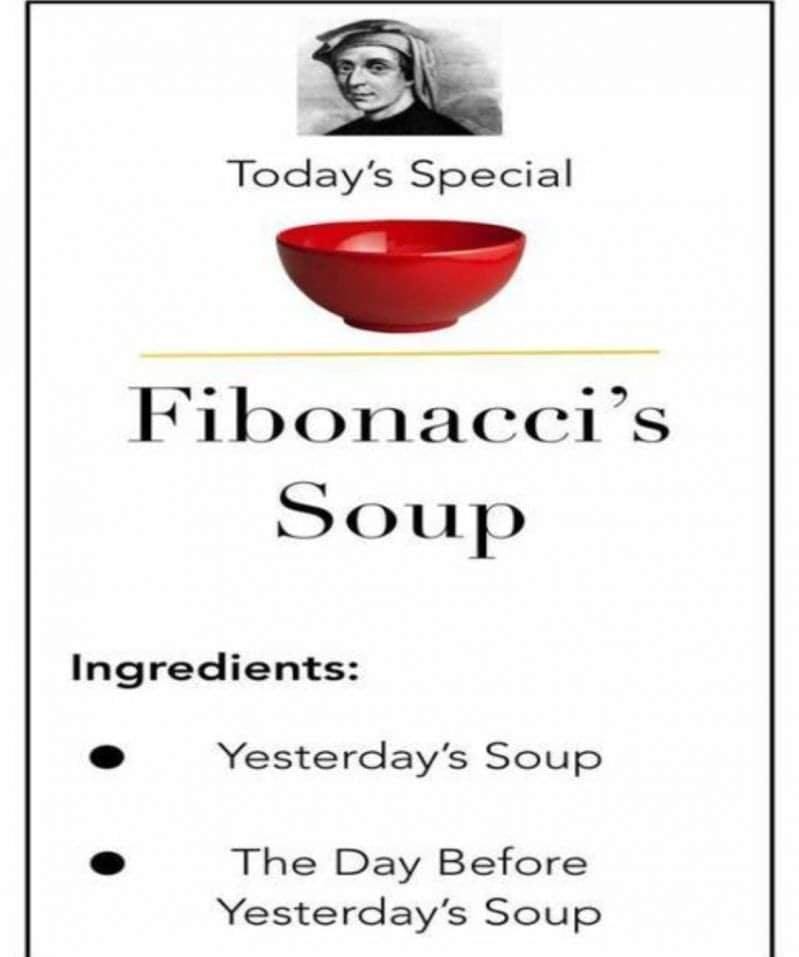 Today's Special
Fibonacci's
Soup
Ingredients:
● Yesterday's Soup
● The Day Before
Yesterday's Soup